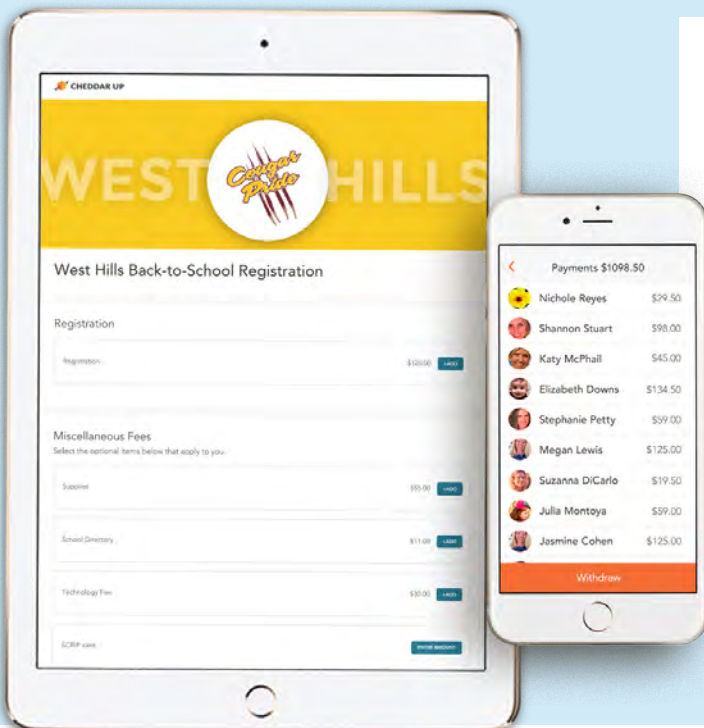 CHEDDAR UP
WEST HILLS
Cougar
Pride
West Hills Back-to-School Registration
Registration
Registration
+ADD
Miscellaneous Fees
Select the optional items below that apply to you.
Supplies
$55.00 +ADD
School Directory
$11.00 +ADD
Technology Fee
$30.00 +ADD
SCRIP card
ENTER AMOUNT
Payments $1098.50
Nichole Reyes $29.50
Shannon Stuart $98.00
Katy McPhail $45.00
Elizabeth Downs $134.50
Stephanie Petty $59.00
Megan Lewis $125.00
Suzanna DiCarlo $19.50
Julia Montoya $59.00
Jasmine Cohen $125.00
Withdraw